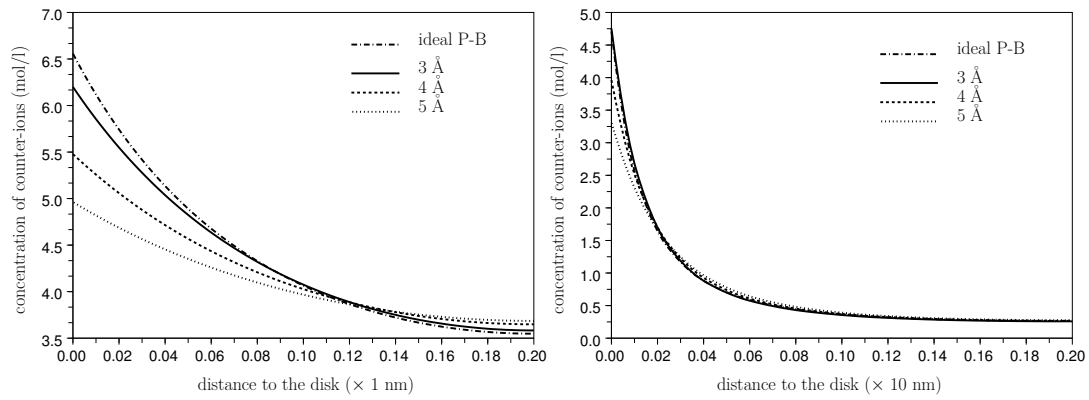 7.0
6.5
6.0
5.5
5.0
4.5
4.0
3.5
concentration of counter-ions (mol/l)
ideal P-B
3 Å
4 Å
5 Å
0.00 0.02 0.04 0.06 0.08 0.10 0.12 0.14 0.16 0.18 0.20
distance to the disk (× 1 nm)
5.0
4.5
4.0
3.5
3.0
2.5
2.0
1.5
1.0
0.5
0.0
concentration of counter-ions (mol/l)
ideal P-B
3 Å
4 Å
5 Å
0.00 0.02 0.04 0.06 0.08 0.10 0.12 0.14 0.16 0.18 0.20
distance to the disk (× 10 nm)